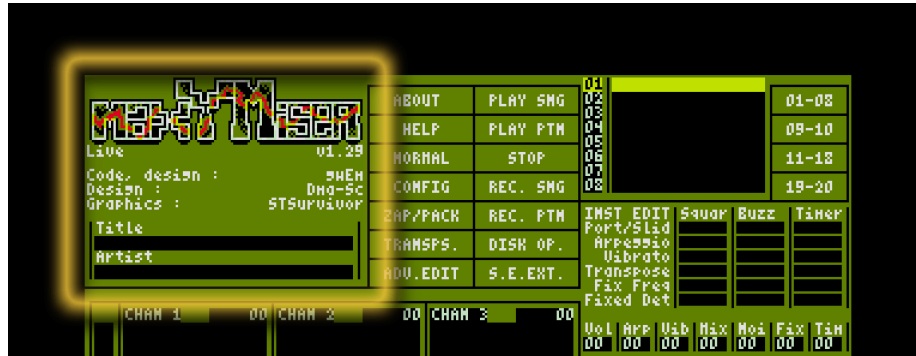 MaxYMiser
Live v1.29
Code, design : gwEm
Design : Dma-Sc
Graphics : STSurvivor
Title
Artist
ABOUT PLAY SNG
HELP PLAY PTN
NORMAL STOP
CONFIG REC. SNG
ZAP/PACK REC. PTN
TRANSPS. DISK OP.
ADV.EDIT S.E.EXT.
01
02
03
04
05
06
07
08
01-08
09-10
11-18
19-20
INST EDIT Squar Buzz Timer
Port/Slid
Arpeggio
Vibrato
Transpose
Fix Freq
Fixed Det
Vol Arp Vib Mix Noi Fix Tim
00 00 00 00 00 00 00
CHAN 1 00 CHAN 2 00 CHAN 3 00